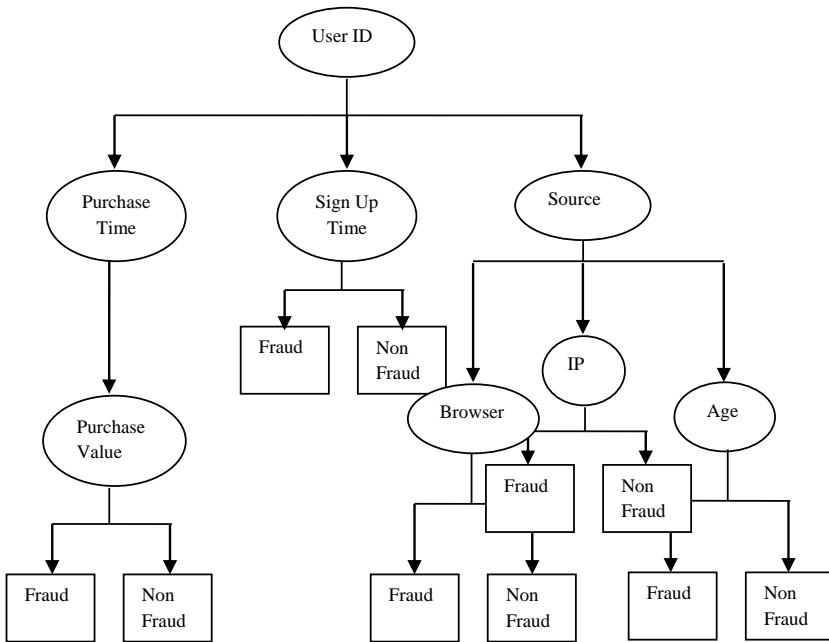 User ID
Purchase
Time
Sign Up
Time
Source
Fraud
Non
Fraud
IP
Browser
Age
Purchase
Value
Fraud
Non
Fraud
Fraud
Non
Fraud
Fraud
Non
Fraud
Fraud
Non
Fraud